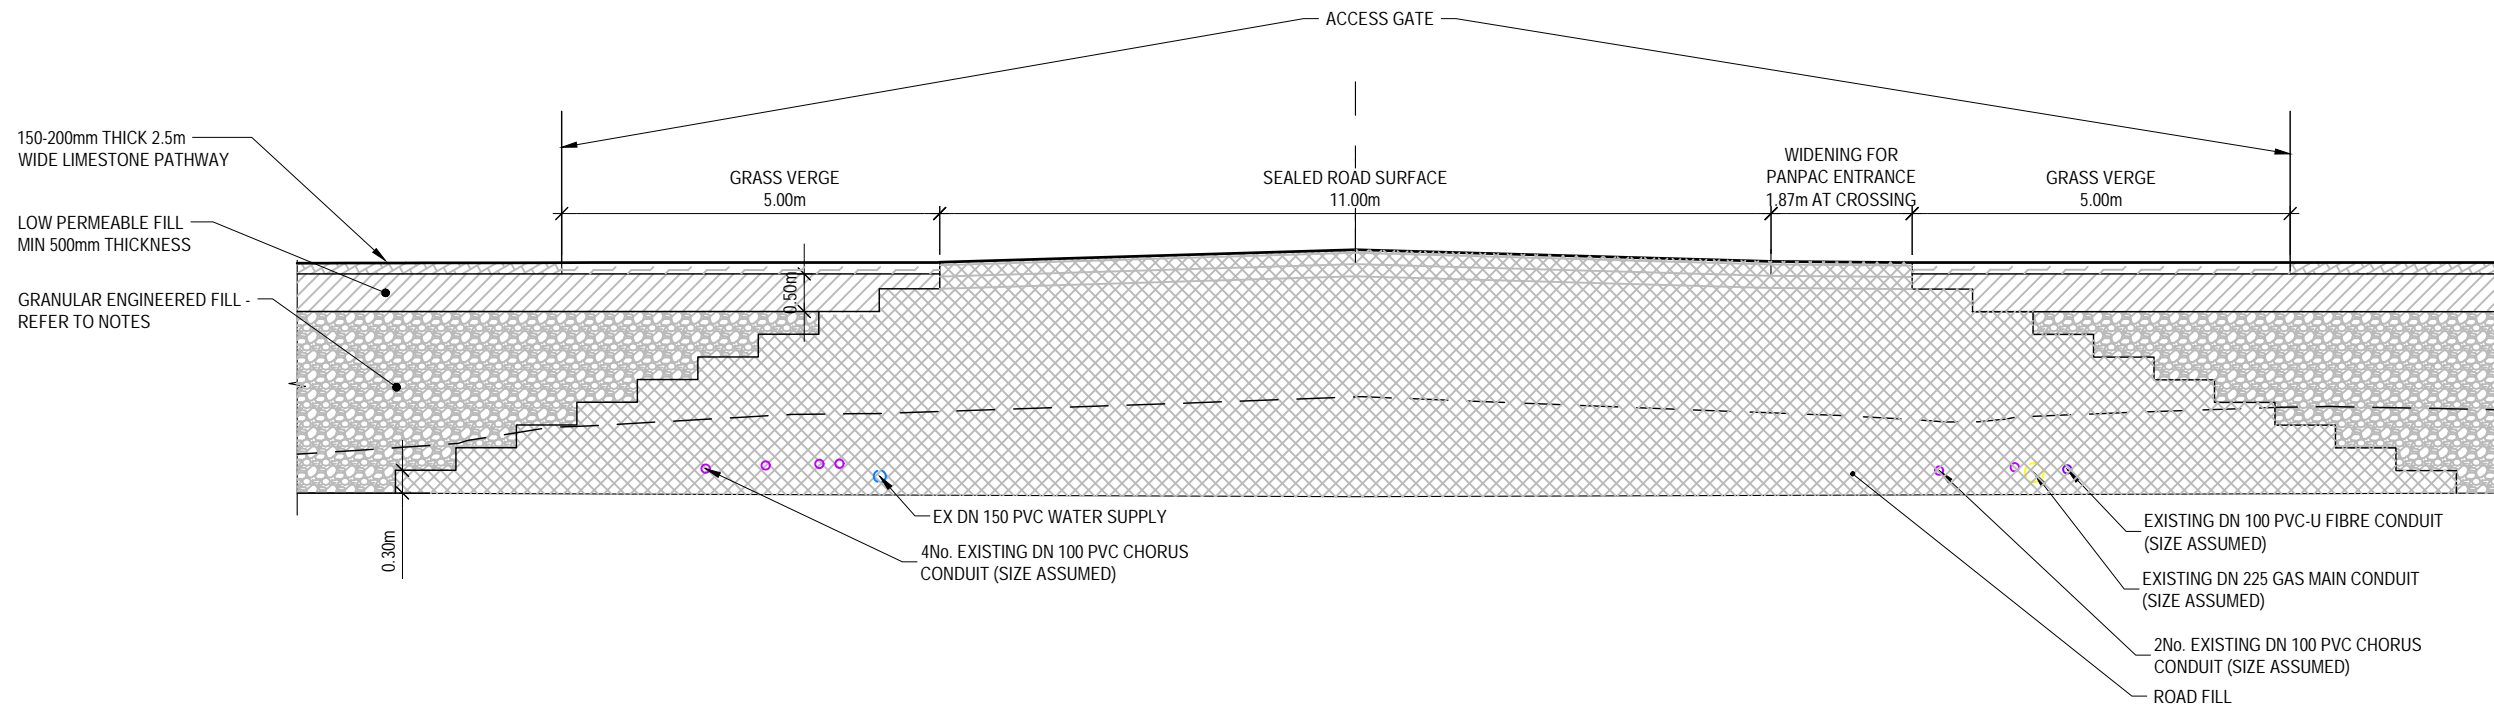 ACCESS GATE
150-200mm THICK 2.5m
WIDE LIMESTONE PATHWAY
LOW PERMEABLE FILL
MIN 500mm THICKNESS
GRANULAR ENGINEERED FILL -
REFER TO NOTES
GRASS VERGE
5.00m
SEALED ROAD SURFACE
11.00m
WIDENING FOR
PANPAC ENTRANCE
1.87m AT CROSSING
GRASS VERGE
5.00m
0.50m
0.30m
EX DN 150 PVC WATER SUPPLY
4No. EXISTING DN 100 PVC CHORUS
CONDUIT (SIZE ASSUMED)
EXISTING DN 100 PVC-U FIBRE CONDUIT
(SIZE ASSUMED)
EXISTING DN 225 GAS MAIN CONDUIT
(SIZE ASSUMED)
2No. EXISTING DN 100 PVC CHORUS
CONDUIT (SIZE ASSUMED)
ROAD FILL